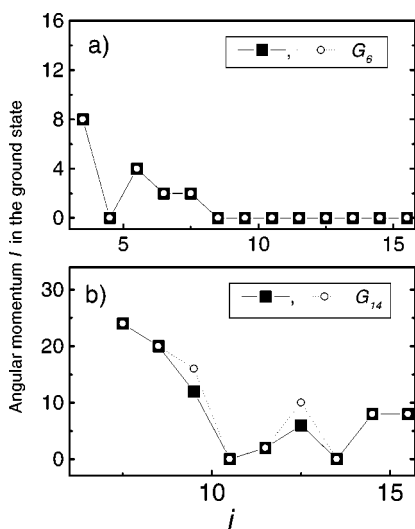 Angular momentum I in the ground state
a)
■, ○ G6
16
12
8
4
0
5 10 15
b)
■, ○ G14
30
20
10
0
10 15
j